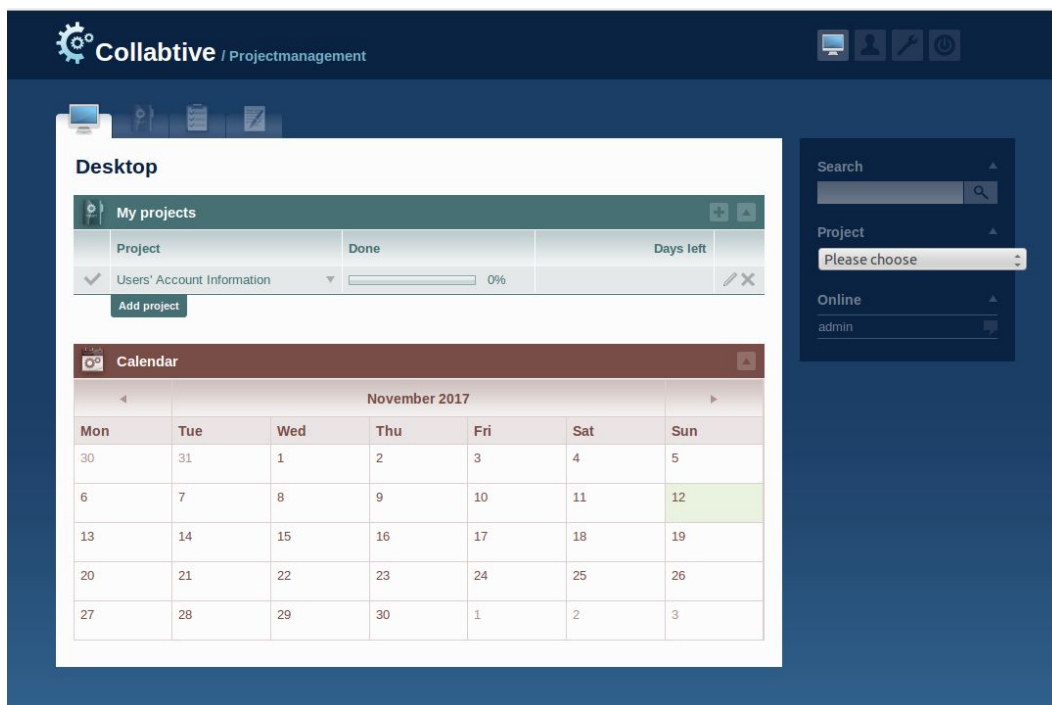 Collabtive / Projectmanagement
Desktop
My projects
Project Done Days left
Users' Account Information 0%
Add project
Calendar
November 2017
Mon Tue Wed Thu Fri Sat Sun
30 31 1 2 3 4 5
6 7 8 9 10 11 12
13 14 15 16 17 18 19
20 21 22 23 24 25 26
27 28 29 30 1 2 3
Search
Project
Please choose
Online
admin